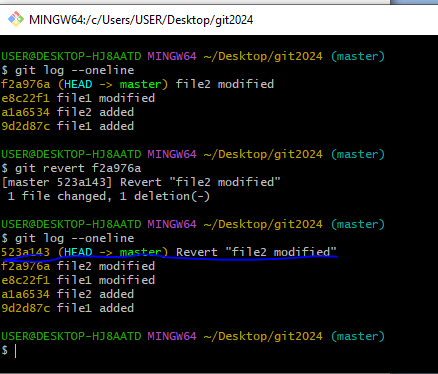 MINGW64:/c/Users/USER/Desktop/git2024
USER@DESKTOP-HJ8AATD MINGW64 ~/Desktop/git2024 (master)
$ git log --oneline
f2a976a (HEAD -> master) file2 modified
e8c22f1 file1 modified
a1a6534 file2 added
9d2d87c file1 added
USER@DESKTOP-HJ8AATD MINGW64 ~/Desktop/git2024 (master)
$ git revert f2a976a
[master 523a143] Revert "file2 modified"
 1 file changed, 1 deletion(-)
USER@DESKTOP-HJ8AATD MINGW64 ~/Desktop/git2024 (master)
$ git log --oneline
523a143 (HEAD -> master) Revert "file2 modified"
f2a976a file2 modified
e8c22f1 file1 modified
a1a6534 file2 added
9d2d87c file1 added
USER@DESKTOP-HJ8AATD MINGW64 ~/Desktop/git2024 (master)
$